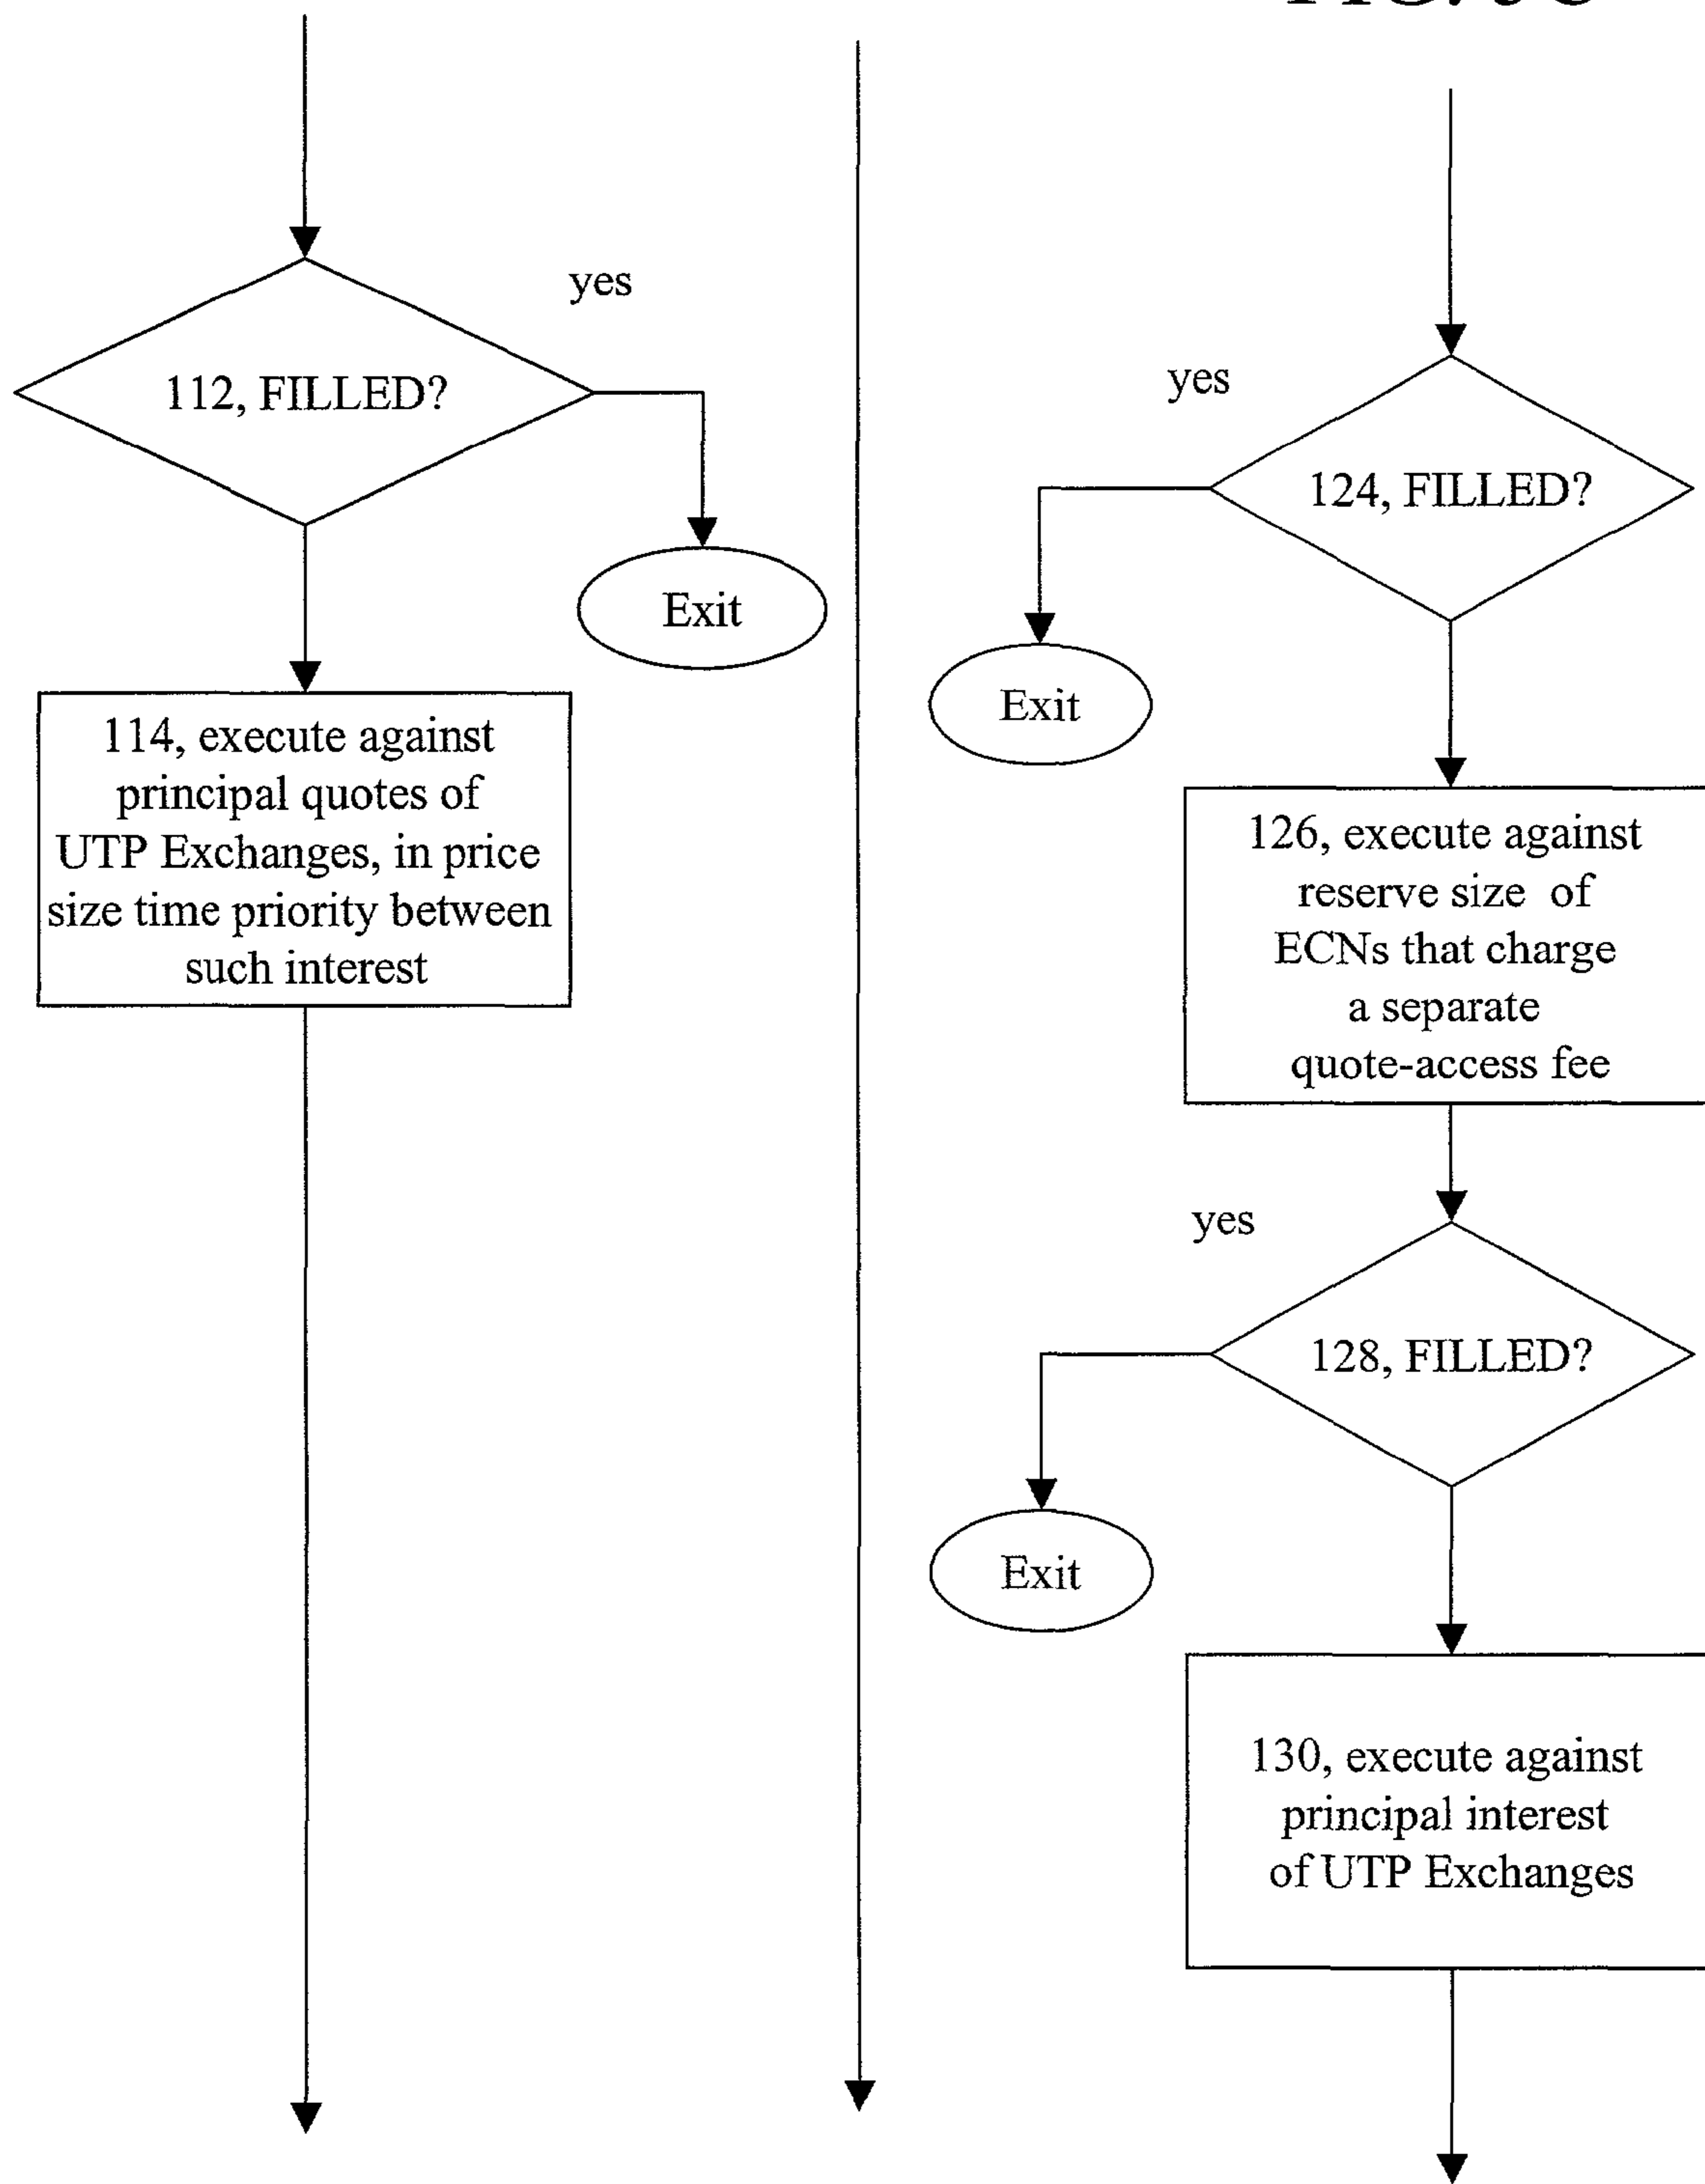 yes
112, FILLED?
Exit
114, execute against
principal quotes of
UTP Exchanges, in price
size time priority between
such interest
yes
124, FILLED?
Exit
126, execute against
reserve size of
ECNs that charge
a separate
quote-access fee
yes
128, FILLED?
Exit
130, execute against
principal interest
of UTP Exchanges